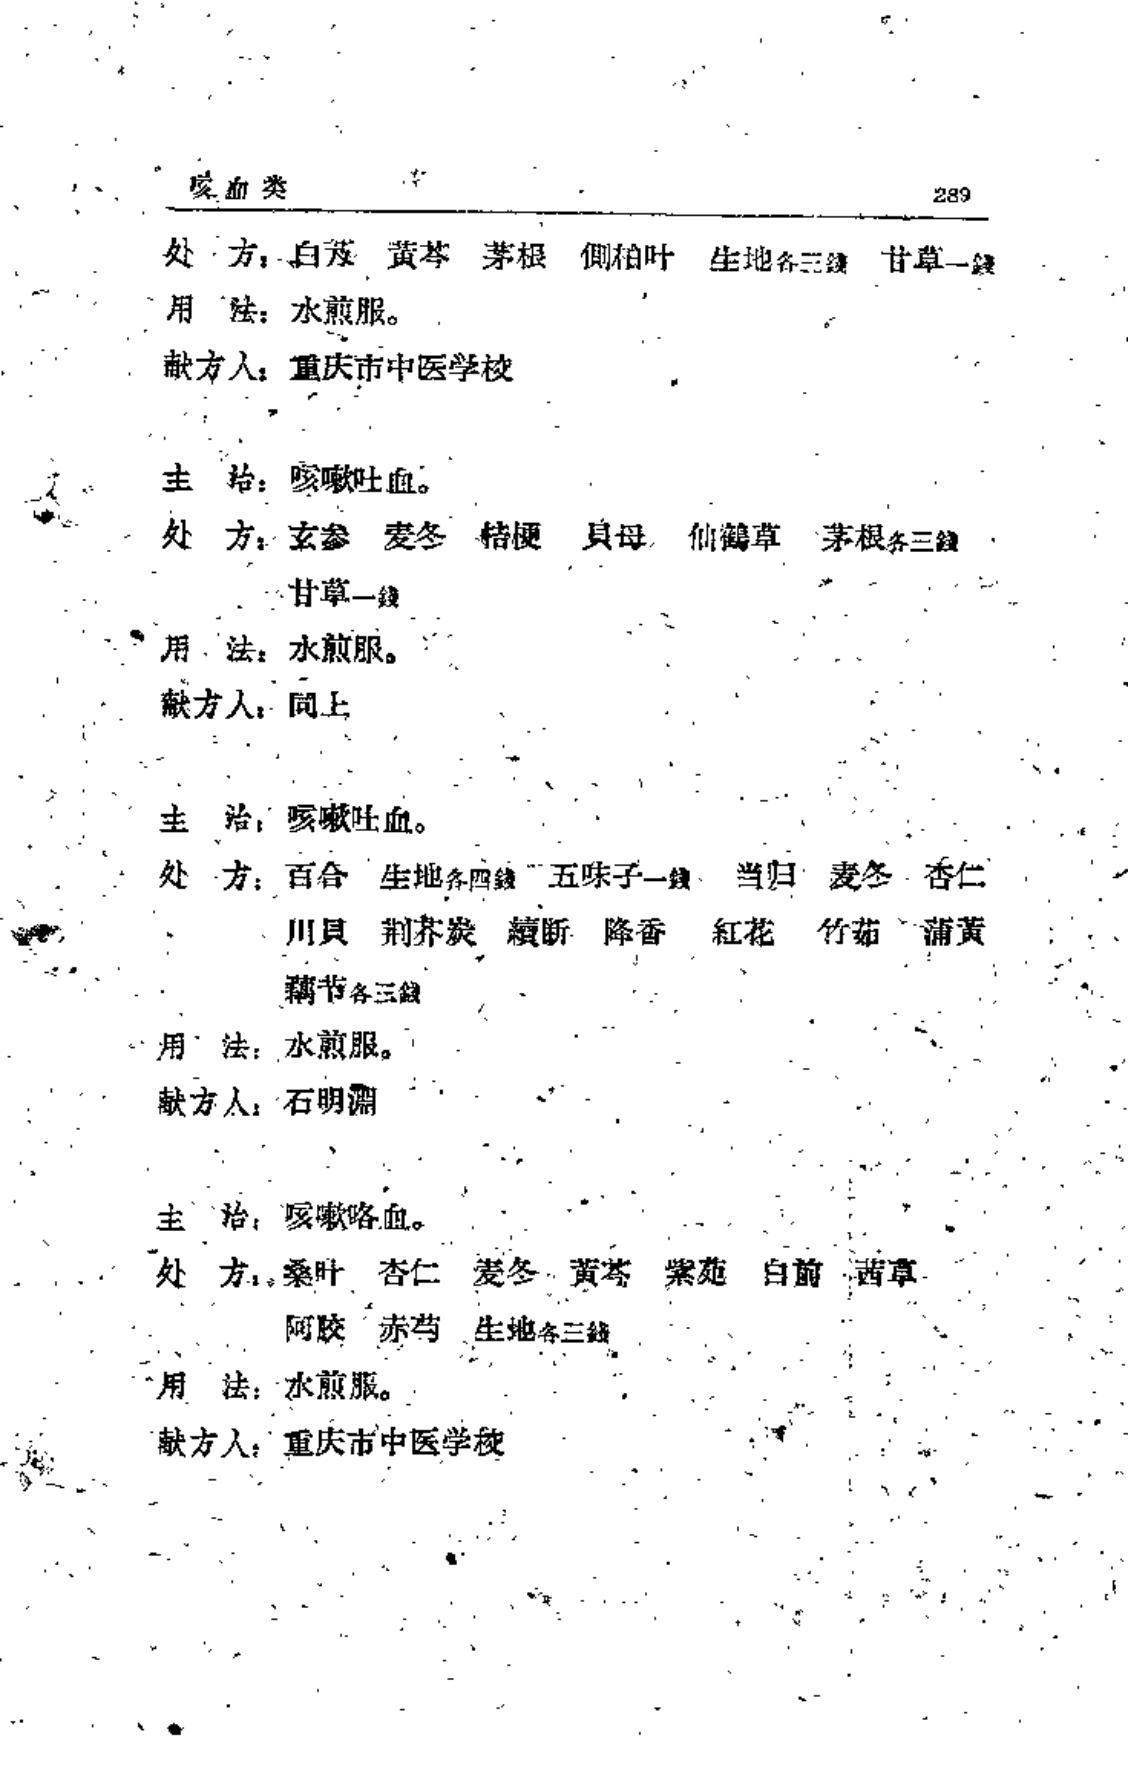 咳血类 289
处 方：白芨 黃芩 茅根 側柏叶 生地各三錢 甘草一錢
用 法：水煎服。
献方人：重庆市中医学校
主 治：咳嗽吐血。
处 方：玄参 麦冬 桔梗 貝母 仙鶴草 茅根各三錢
甘草一錢
用 法：水煎服。
献方人：同上
主 治：咳嗽吐血。
处 方：百合 生地各四錢 五味子一錢 当归 麦冬 杏仁
川貝 荆芥炭 續断 降香 紅花 竹茹 蒲黃
藕节各三錢
用 法：水煎服。
献方人：石明淵
主 治：咳嗽咯血。
处 方：桑叶 杏仁 麦冬 黃芩 紫苑 白前 茜草
阿胶 赤芍 生地各三錢
用 法：水煎服。
献方人：重庆市中医学校